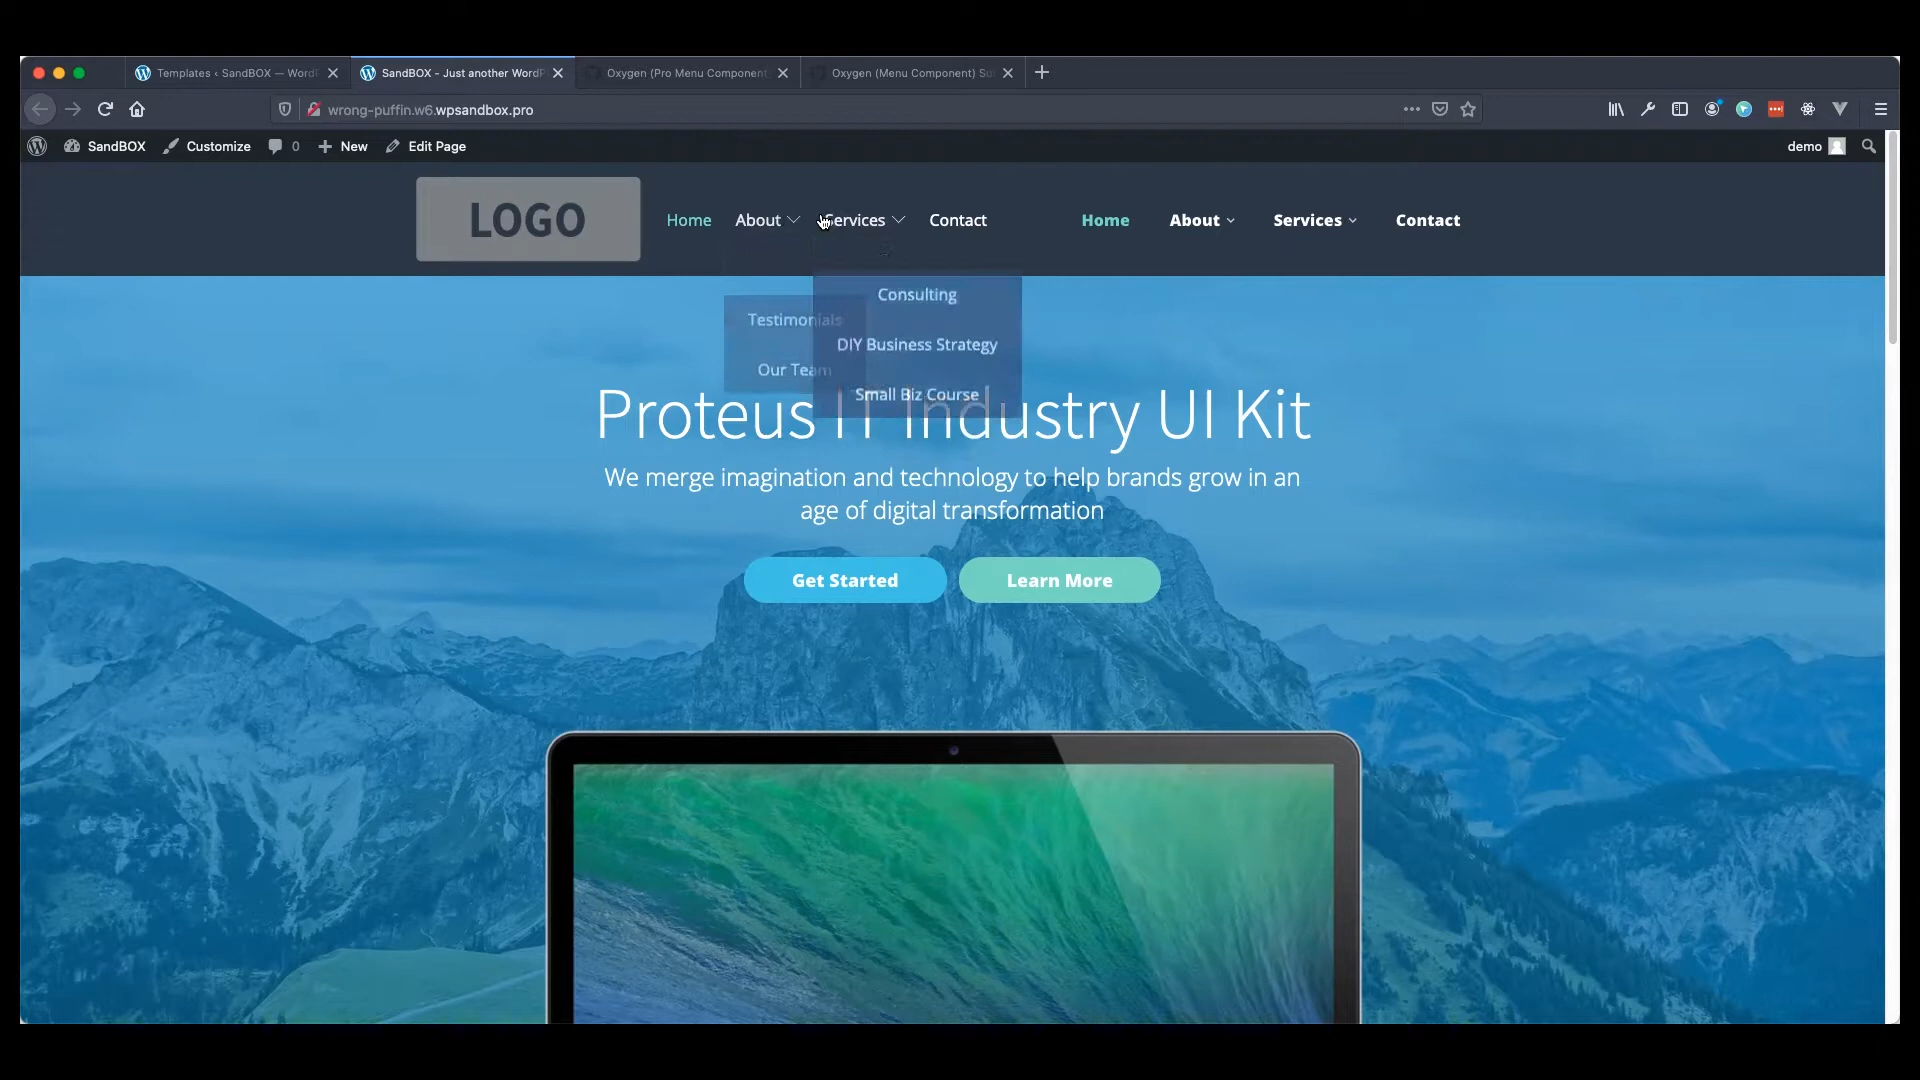 Templates ‹ SandBOX — Word
SandBOX - Just another WordP
Oxygen (Pro Menu Component
Oxygen (Menu Component) Su
wrong-puffin.w6.wpsandbox.pro
SandBOX
Customize
0
New
Edit Page
demo
LOGO
Home
About
Services
Contact
Home
About
Services
Contact
Consulting
DIY Business Strategy
Small Biz Course
Testimonials
Our Team
Proteus IT Industry UI Kit
We merge imagination and technology to help brands grow in an
age of digital transformation
Get Started
Learn More